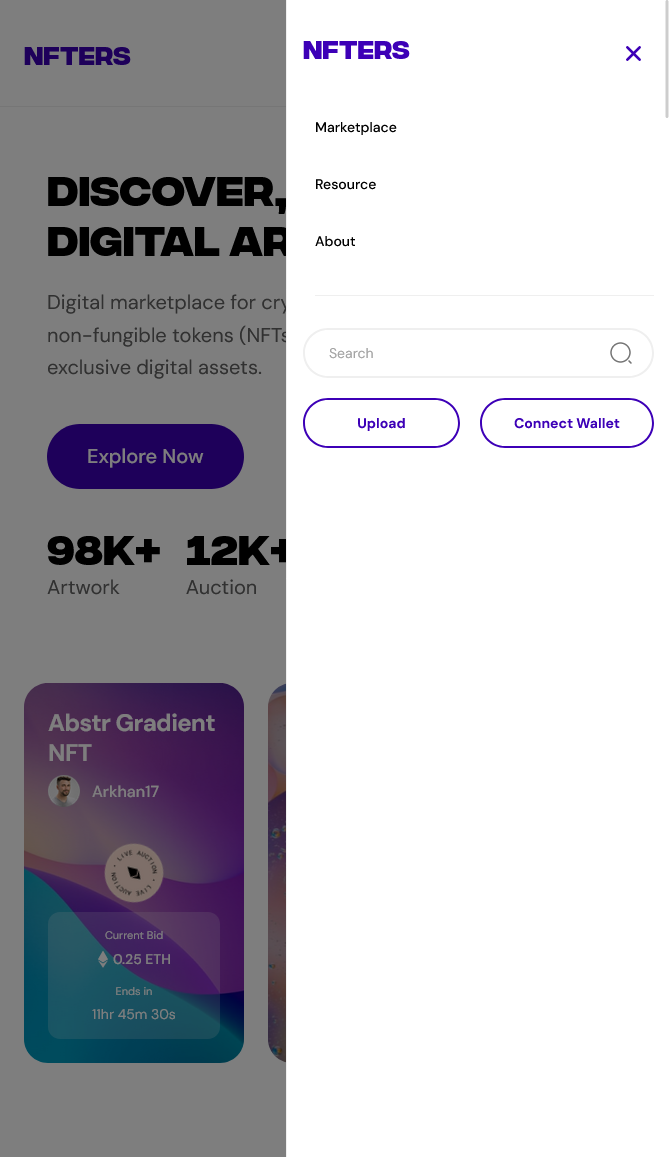 NFTERS
DISCOVER,
DIGITAL AR
Digital marketplace for cry
non-fungible tokens (NFTs
exclusive digital assets.
Explore Now
98K+ 12K+
Artwork Auction
Abstr Gradient
NFT
Arkhan17
LIVE AUCTION • LIVE AUCTION •
Current Bid
0.25 ETH
Ends in
11hr 45m 30s
NFTERS
Marketplace
Resource
About
Search
Upload Connect Wallet